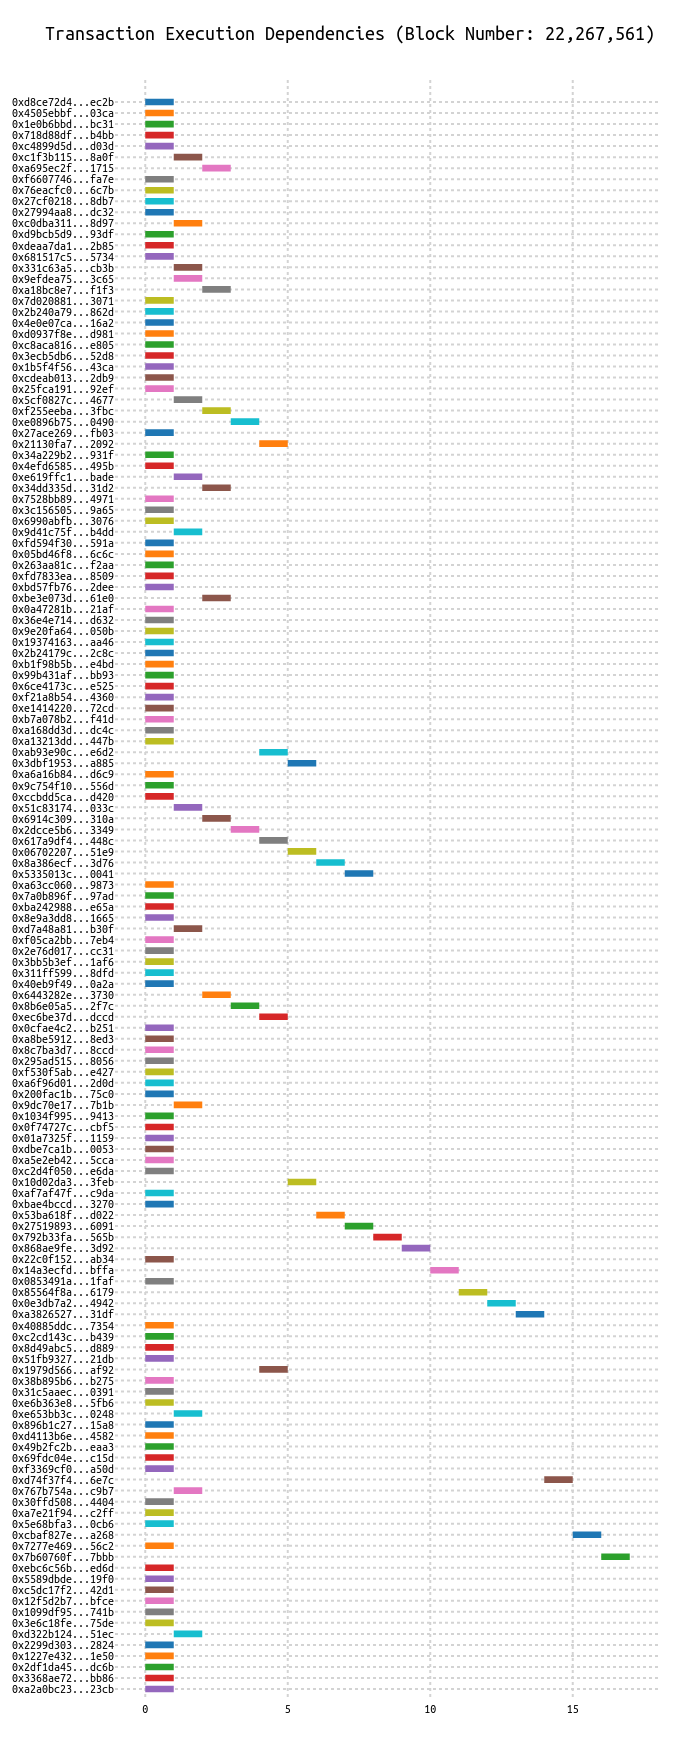 Transaction Execution Dependencies (Block Number: 22,267,561)
0xd8ce72d4...ec2b
0x4505ebbf...03ca
0x1e0b6bbd...bc31
0x718d88df...b4bb
0xc4899d5d...d03d
0xc1f3b115...8a0f
0xa695ec2f...1715
0xf6607746...fa7e
0x76eacfc0...6c7b
0x27cf0218...8db7
0x27994aa8...dc32
0xc0dba311...8d97
0xd9bcb5d9...93df
0xdeaa7da1...2b85
0x681517c5...5734
0x331c63a5...cb3b
0x9efdea75...3c65
0xa18bc8e7...f1f3
0x7d020881...3071
0x2b240a79...862d
0x4e0e07ca...16a2
0xd0937f8e...d981
0xc8aca816...e805
0x3ecb5db6...52d8
0x1b5f4f56...43ca
0xcdeab013...2db9
0x25fca191...92ef
0x5cf0827c...4677
0xf255eeba...3fbc
0xe0896b75...0490
0x27ace269...fb03
0x21130fa7...2092
0x34a229b2...931f
0x4efd6585...495b
0xe619ffc1...bade
0x34dd335d...31d2
0x7528bb89...4971
0x3c156505...9a65
0x6990abfb...3076
0x9d41c75f...b4dd
0xfd594f30...591a
0x05bd46f8...6c6c
0x263aa81c...f2aa
0xfd7833ea...8509
0xbd57fb76...2dee
0xbe3e073d...61e0
0x0a47281b...21af
0x36e4e714...d632
0x9e20fa64...050b
0x19374163...aa46
0x2b24179c...2c8c
0xb1f98b5b...e4bd
0x99b431af...bb93
0x6ce4173c...e525
0xf21a8b54...4360
0xe1414220...72cd
0xb7a078b2...f41d
0xa168dd3d...dc4c
0xa13213dd...447b
0xab93e90c...e6d2
0x3dbf1953...a885
0xa6a16b84...d6c9
0x9c754f10...556d
0xccbdd5ca...d420
0x51c83174...033c
0x6914c309...310a
0x2dcce5b6...3349
0x617a9df4...448c
0x06702207...51e9
0x8a386ecf...3d76
0x5335013c...0041
0xa63cc060...9873
0x7a0b896f...97ad
0xba242988...e65a
0x8e9a3dd8...1665
0xd7a48a81...b30f
0xf05ca2bb...7eb4
0x2e76d017...cc31
0x3bb5b3ef...1af6
0x311ff599...8dfd
0x40eb9f49...0a2a
0x6443282e...3730
0x8b6e05a5...2f7c
0xec6be37d...dccd
0x0cfae4c2...b251
0xa8be5912...8ed3
0x8c7ba3d7...8ccd
0x295ad515...8056
0xf530f5ab...e427
0xa6f96d01...2d0d
0x200fac1b...75c0
0x9dc70e17...7b1b
0x1034f995...9413
0x0f74727c...cbf5
0x01a7325f...1159
0xdbe7ca1b...0053
0xa5e2eb42...5cca
0xc2d4f050...e6da
0x10d02da3...3feb
0xaf7af47f...c9da
0xbae4bccd...3270
0x53ba618f...d022
0x27519893...6091
0x792b33fa...565b
0x868ae9fe...3d92
0x22c0f152...ab34
0x14a3ecfd...bffa
0x0853491a...1faf
0x85564f8a...6179
0x0e3db7a2...4942
0xa3826527...31df
0x40885ddc...7354
0xc2cd143c...b439
0x8d49abc5...d889
0x51fb9327...21db
0x1979d566...af92
0x38b895b6...b275
0x31c5aaec...0391
0xe6b363e8...5fb6
0xe653bb3c...0248
0x896b1c27...15a8
0xd4113b6e...4582
0x49b2fc2b...eaa3
0x69fdc04e...c15d
0xf3369cf0...a50d
0xd74f37f4...6e7c
0x767b754a...c9b7
0x30ffd508...4404
0xa7e21f94...c2ff
0x5e68bfa3...0cb6
0xcbaf827e...a268
0x7277e469...56c2
0x7b60760f...7bbb
0xebc6c56b...ed6d
0x5589dbde...19f0
0xc5dc17f2...42d1
0x12f5d2b7...bfce
0x1099df95...741b
0x3e6c18fe...75de
0xd322b124...51ec
0x2299d303...2824
0x1227e432...1e50
0x2df1da45...dc6b
0x3368ae72...bb86
0xa2a0bc23...23cb
0 5 10 15